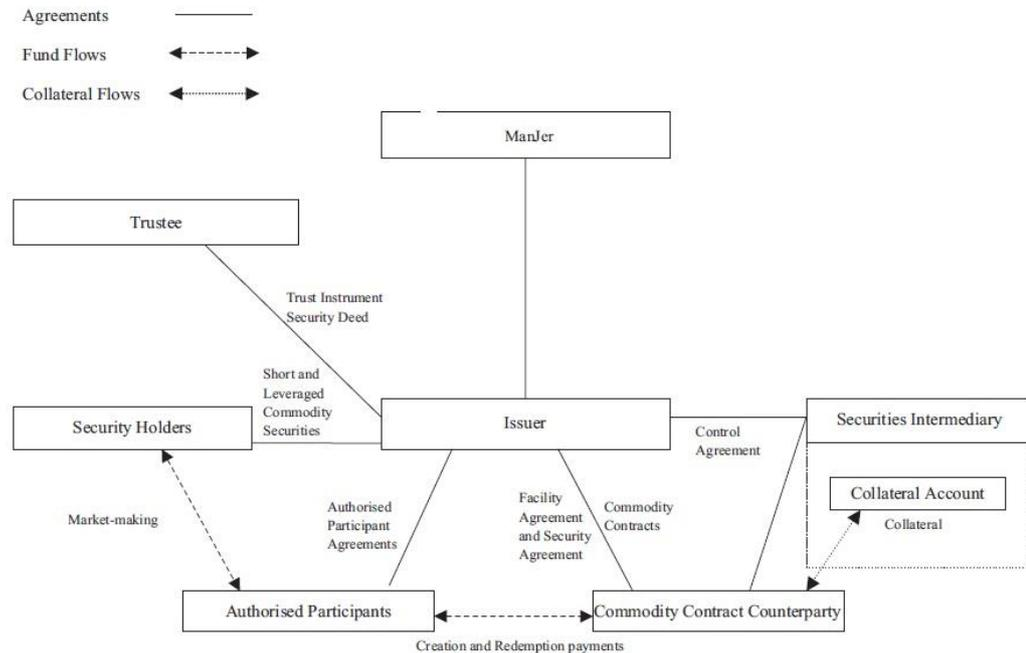 Agreements
Fund Flows
Collateral Flows
ManJer
Trustee
Trust Instrument
Security Deed
Short and
Leveraged
Commodity
Securities
Security Holders
Issuer
Securities Intermediary
Control
Agreement
Collateral Account
Collateral
Market-making
Authorised
Participant
Agreements
Facility
Agreement
and Security
Agreement
Commodity
Contracts
Authorised Participants
Commodity Contract Counterparty
Creation and Redemption payments